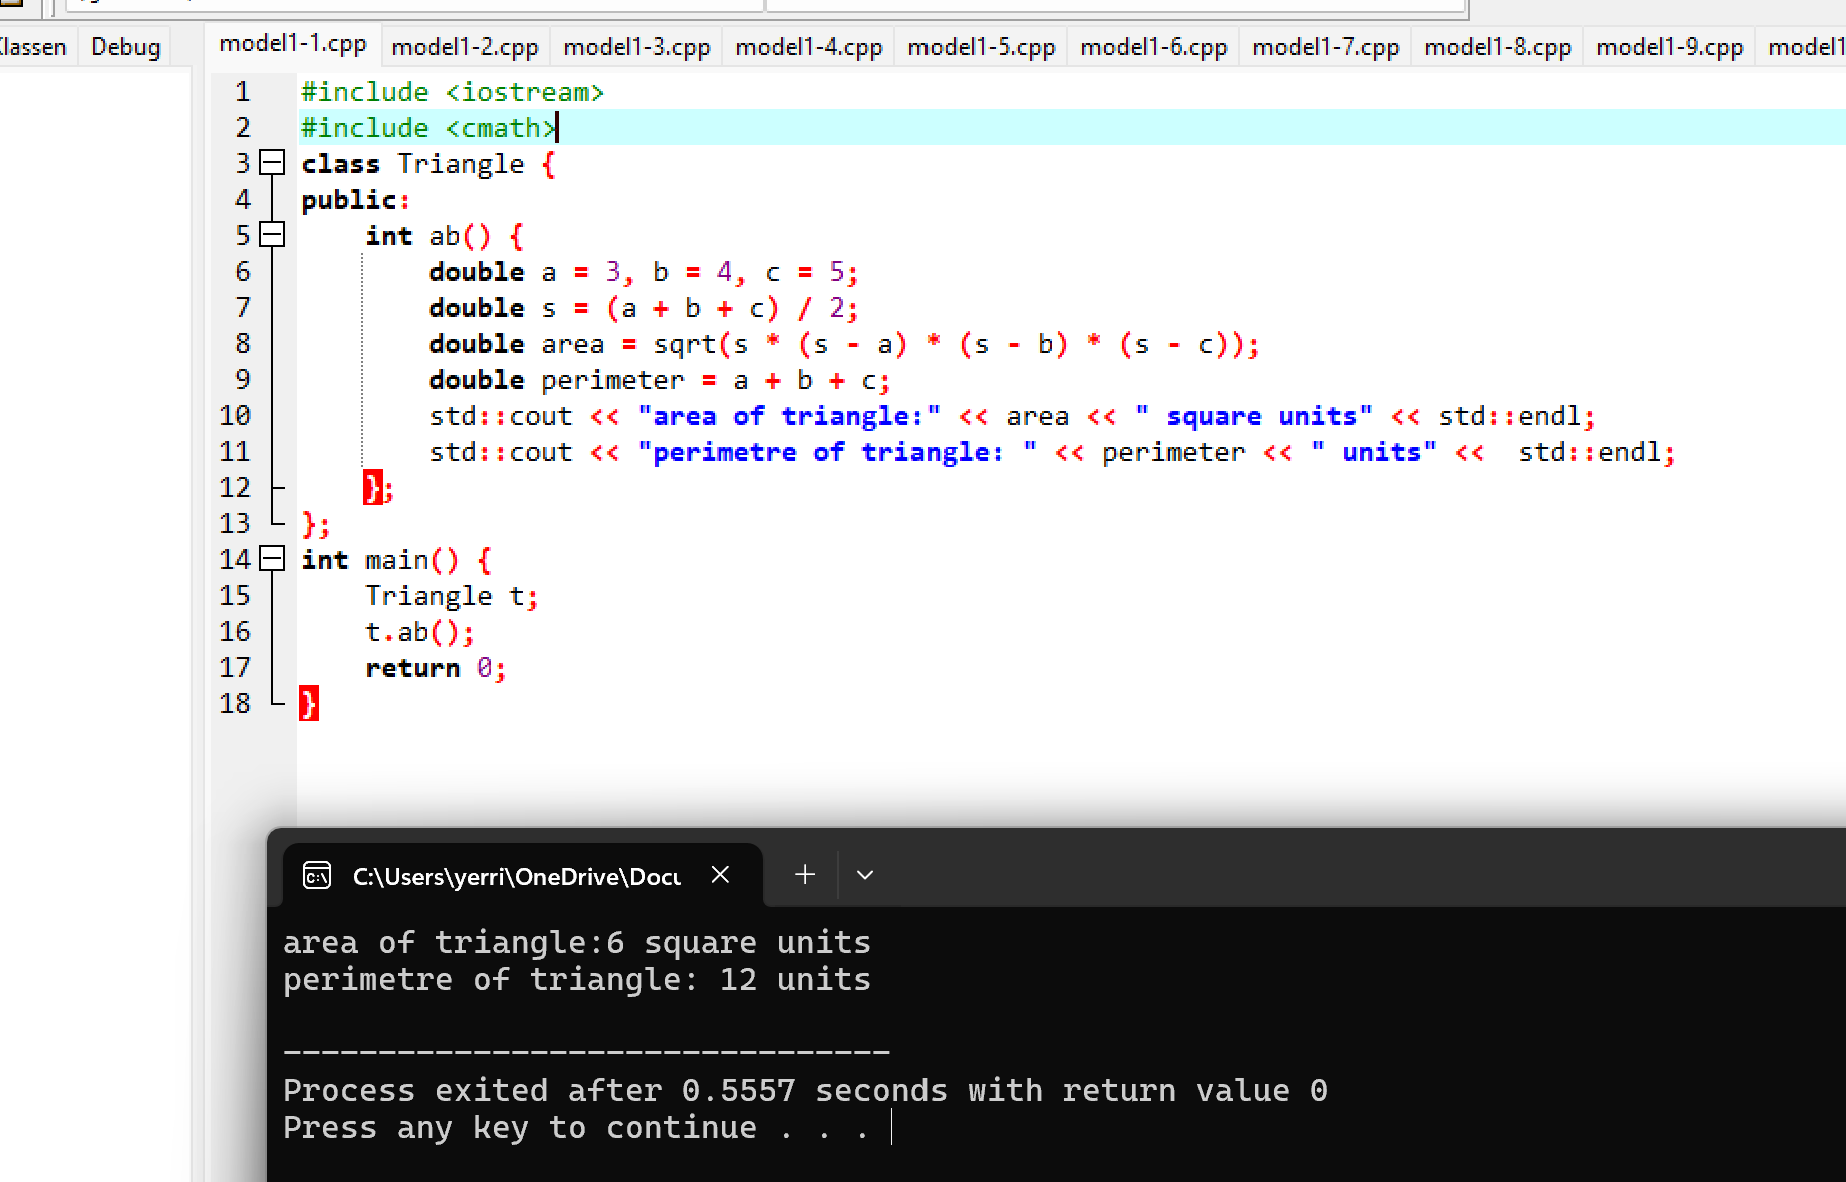 Klassen Debug model1-1.cpp model1-2.cpp model1-3.cpp model1-4.cpp model1-5.cpp model1-6.cpp model1-7.cpp model1-8.cpp model1-9.cpp model1
1 #include <iostream>
2 #include <cmath>
3 class Triangle {
4 public:
5     int ab() {
6         double a = 3, b = 4, c = 5;
7         double s = (a + b + c) / 2;
8         double area = sqrt(s * (s - a) * (s - b) * (s - c));
9         double perimeter = a + b + c;
10         std::cout << "area of triangle:" << area << " square units" << std::endl;
11         std::cout << "perimetre of triangle: " << perimeter << " units" <<  std::endl;
12     };
13 };
14 int main() {
15     Triangle t;
16     t.ab();
17     return 0;
18 }
C:\Users\yerri\OneDrive\Docu
area of triangle:6 square units
perimetre of triangle: 12 units
--------------------------------
Process exited after 0.5557 seconds with return value 0
Press any key to continue . . .